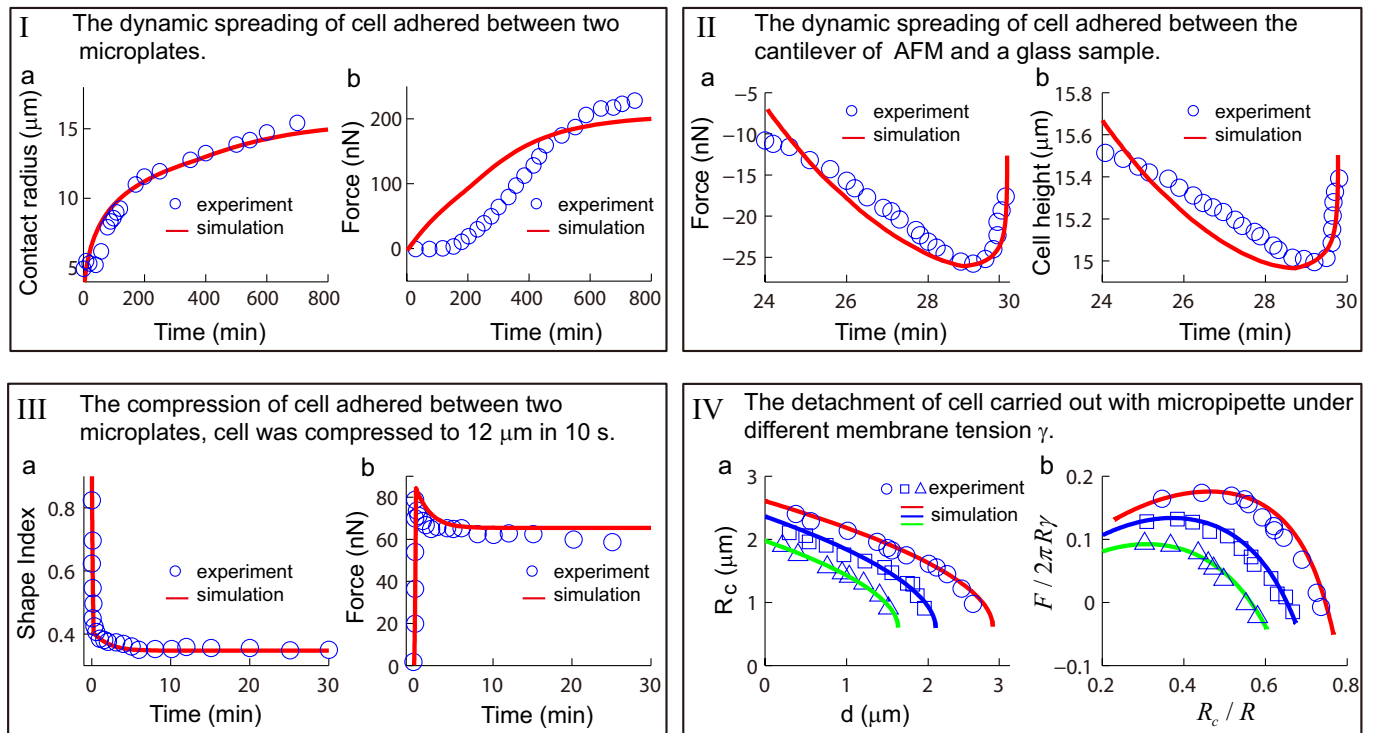 I The dynamic spreading of cell adhered between two
microplates.
a
Contact radius (μm)
15
10
5
0 200 400 600 800
Time (min)
experiment
simulation
b
Force (nN)
200
100
0
0 200 400 600 800
Time (min)
experiment
simulation
II The dynamic spreading of cell adhered between the
cantilever of AFM and a glass sample.
a
Force (nN)
−5
−10
−15
−20
−25
24 26 28 30
Time (min)
experiment
simulation
b
Cell height (μm)
15.8
15.6
15.4
15.2
15
24 26 28 30
Time (min)
experiment
simulation
III The compression of cell adhered between two
microplates, cell was compressed to 12 μm in 10 s.
a
Shape Index
0.8
0.6
0.4
0 10 20 30
Time (min)
experiment
simulation
b
Force (nN)
80
60
40
20
0
0 10 20 30
Time (min)
experiment
simulation
IV The detachment of cell carried out with micropipette under
different membrane tension γ.
a
R_c (μm)
3
2
1
0
0 1 2 3
d (μm)
experiment
simulation
b
F / 2πRγ
0.2
0.1
0
−0.1
0.2 0.4 0.6 0.8
R_c / R